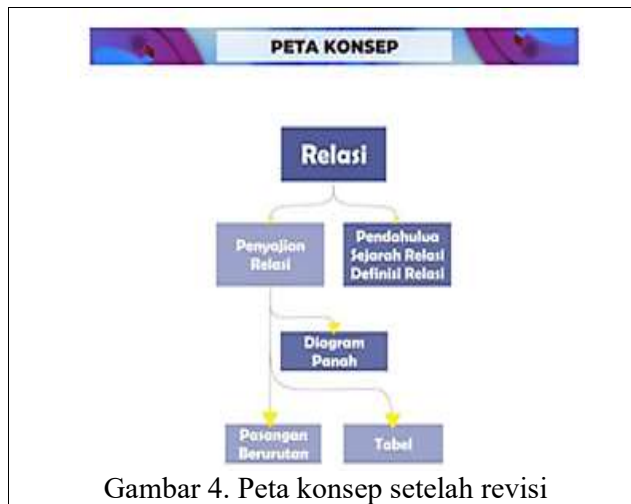 PETA KONSEP
Relasi
Penyajian
Relasi
Pendahulua
Sejarah Relasi
Definisi Relasi
Diagram
Panah
Pasangan
Berurutan
Tabel
Gambar 4. Peta konsep setelah revisi